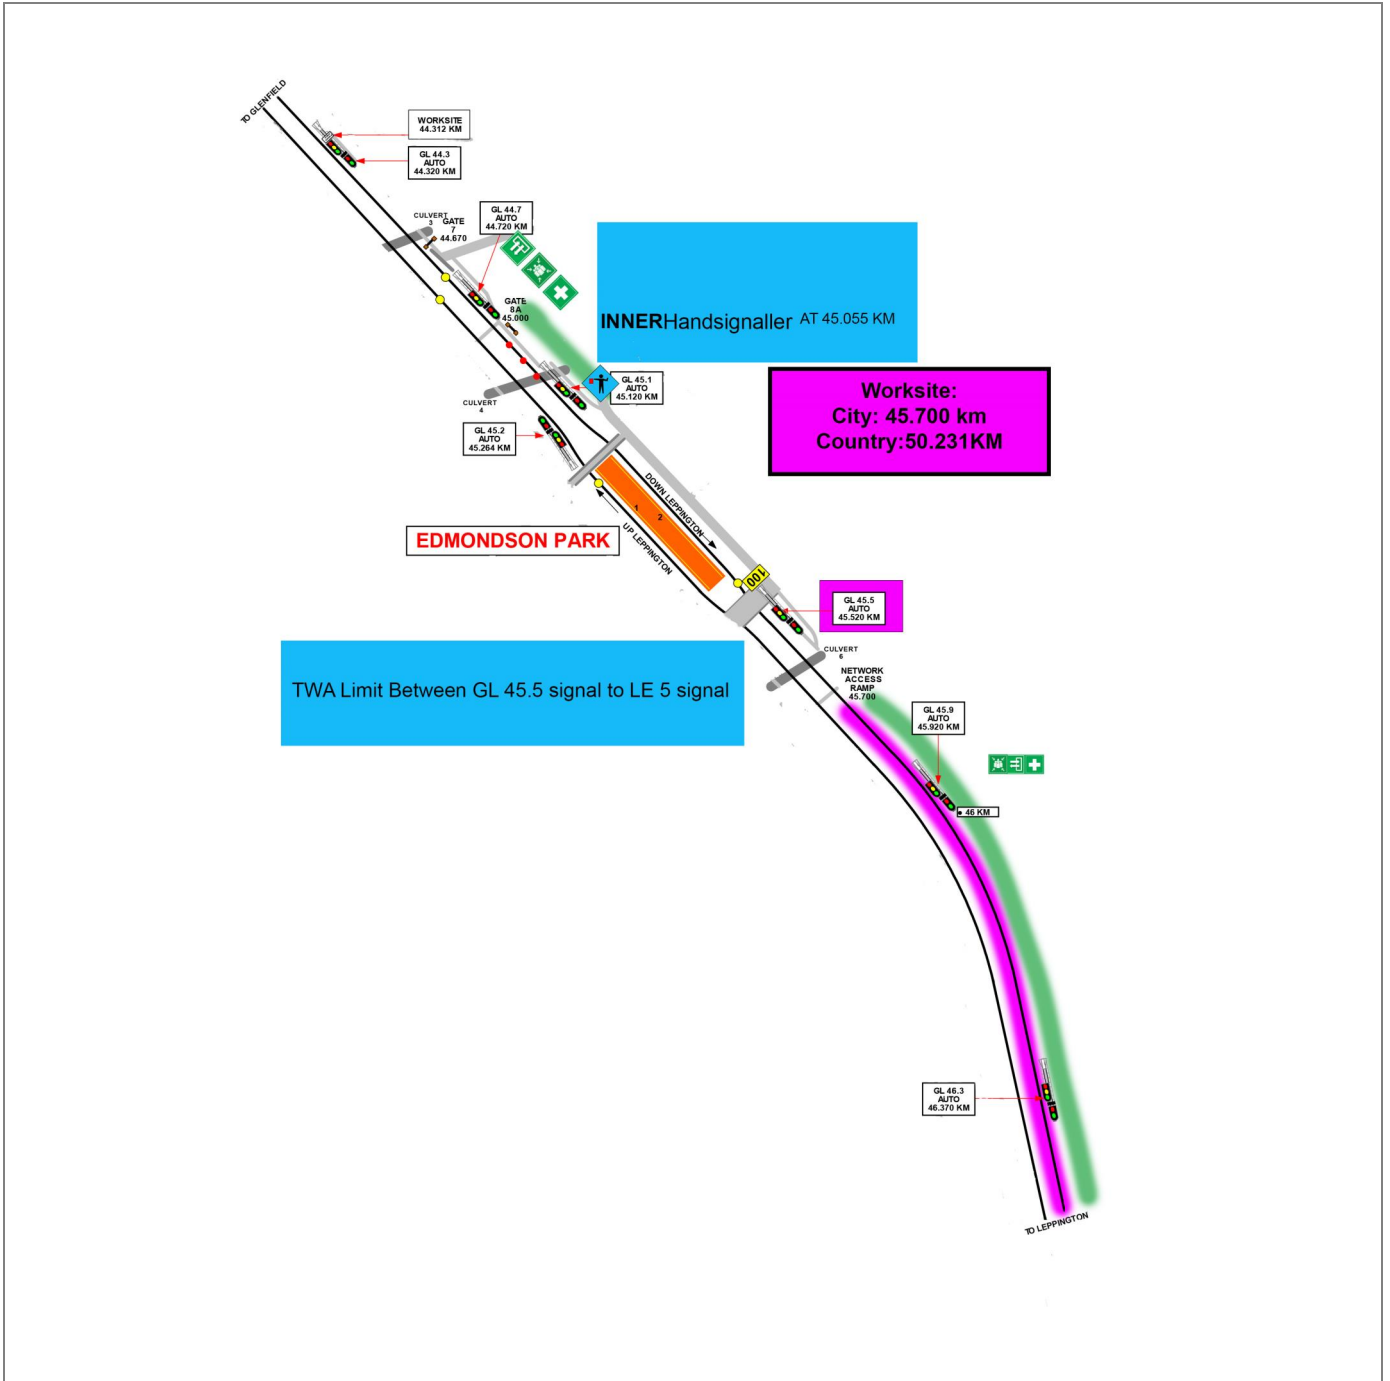 TO GLENFIELD
WORKSITE
44.312 KM
GL 44.3
AUTO
44.320 KM
CULVERT
3
GATE
7
44.670
GL 44.7
AUTO
44.720 KM
GATE
8A
45.000
INNERHandsignaller AT 45.055 KM
GL 45.1
AUTO
45.120 KM
CULVERT
4
GL 45.2
AUTO
45.264 KM
Worksite:
City: 45.700 km
Country:50.231KM
DOWN LEPPINGTON
1
2
UP LEPPINGTON
EDMONDSON PARK
100
GL 45.5
AUTO
45.520 KM
CULVERT
6
TWA Limit Between GL 45.5 signal to LE 5 signal
NETWORK
ACCESS
RAMP
45.700
GL 45.9
AUTO
45.920 KM
46 KM
GL 46.3
AUTO
46.370 KM
TO LEPPINGTON